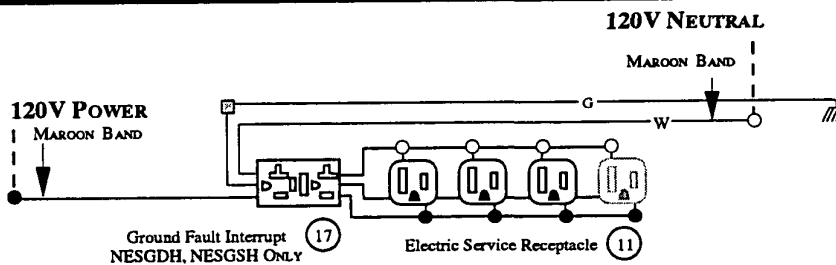 120V NEUTRAL
MAROON BAND
G
120V POWER
MAROON BAND
W
Ground Fault Interrupt 17
NESGDH, NESGSH ONLY
Electric Service Receptacle 11